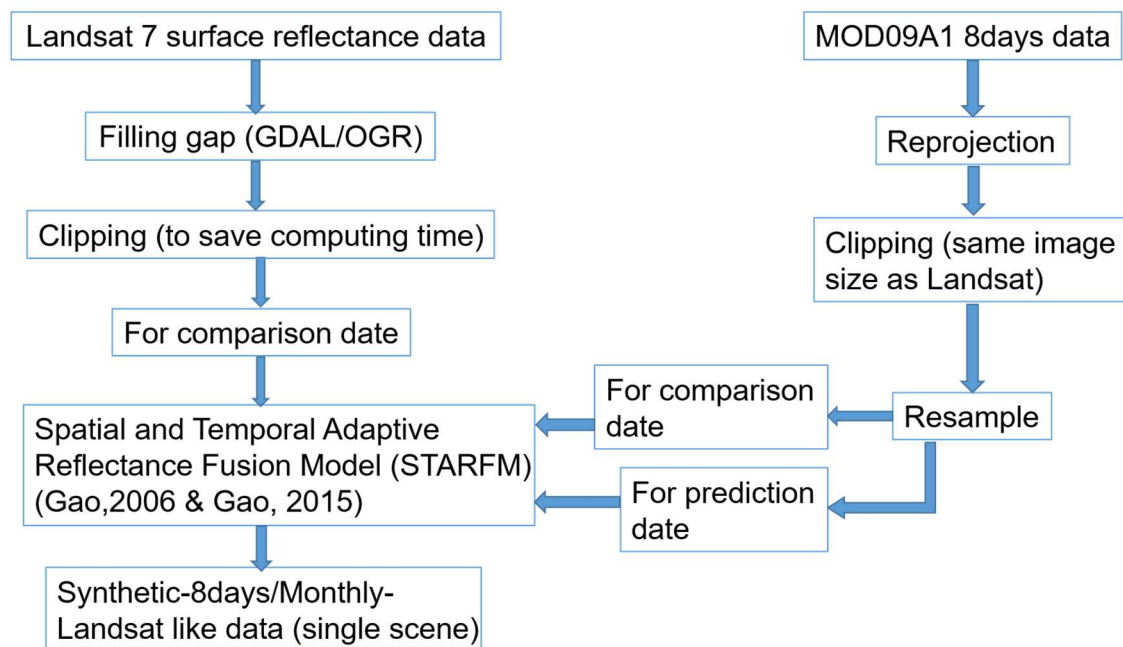 Landsat 7 surface reflectance data
Filling gap (GDAL/OGR)
Clipping (to save computing time)
For comparison date
Spatial and Temporal Adaptive
Reflectance Fusion Model (STARFM)
(Gao,2006 & Gao, 2015)
Synthetic-8days/Monthly-
Landsat like data (single scene)
MOD09A1 8days data
Reprojection
Clipping (same image
size as Landsat)
Resample
For comparison
date
For prediction
date